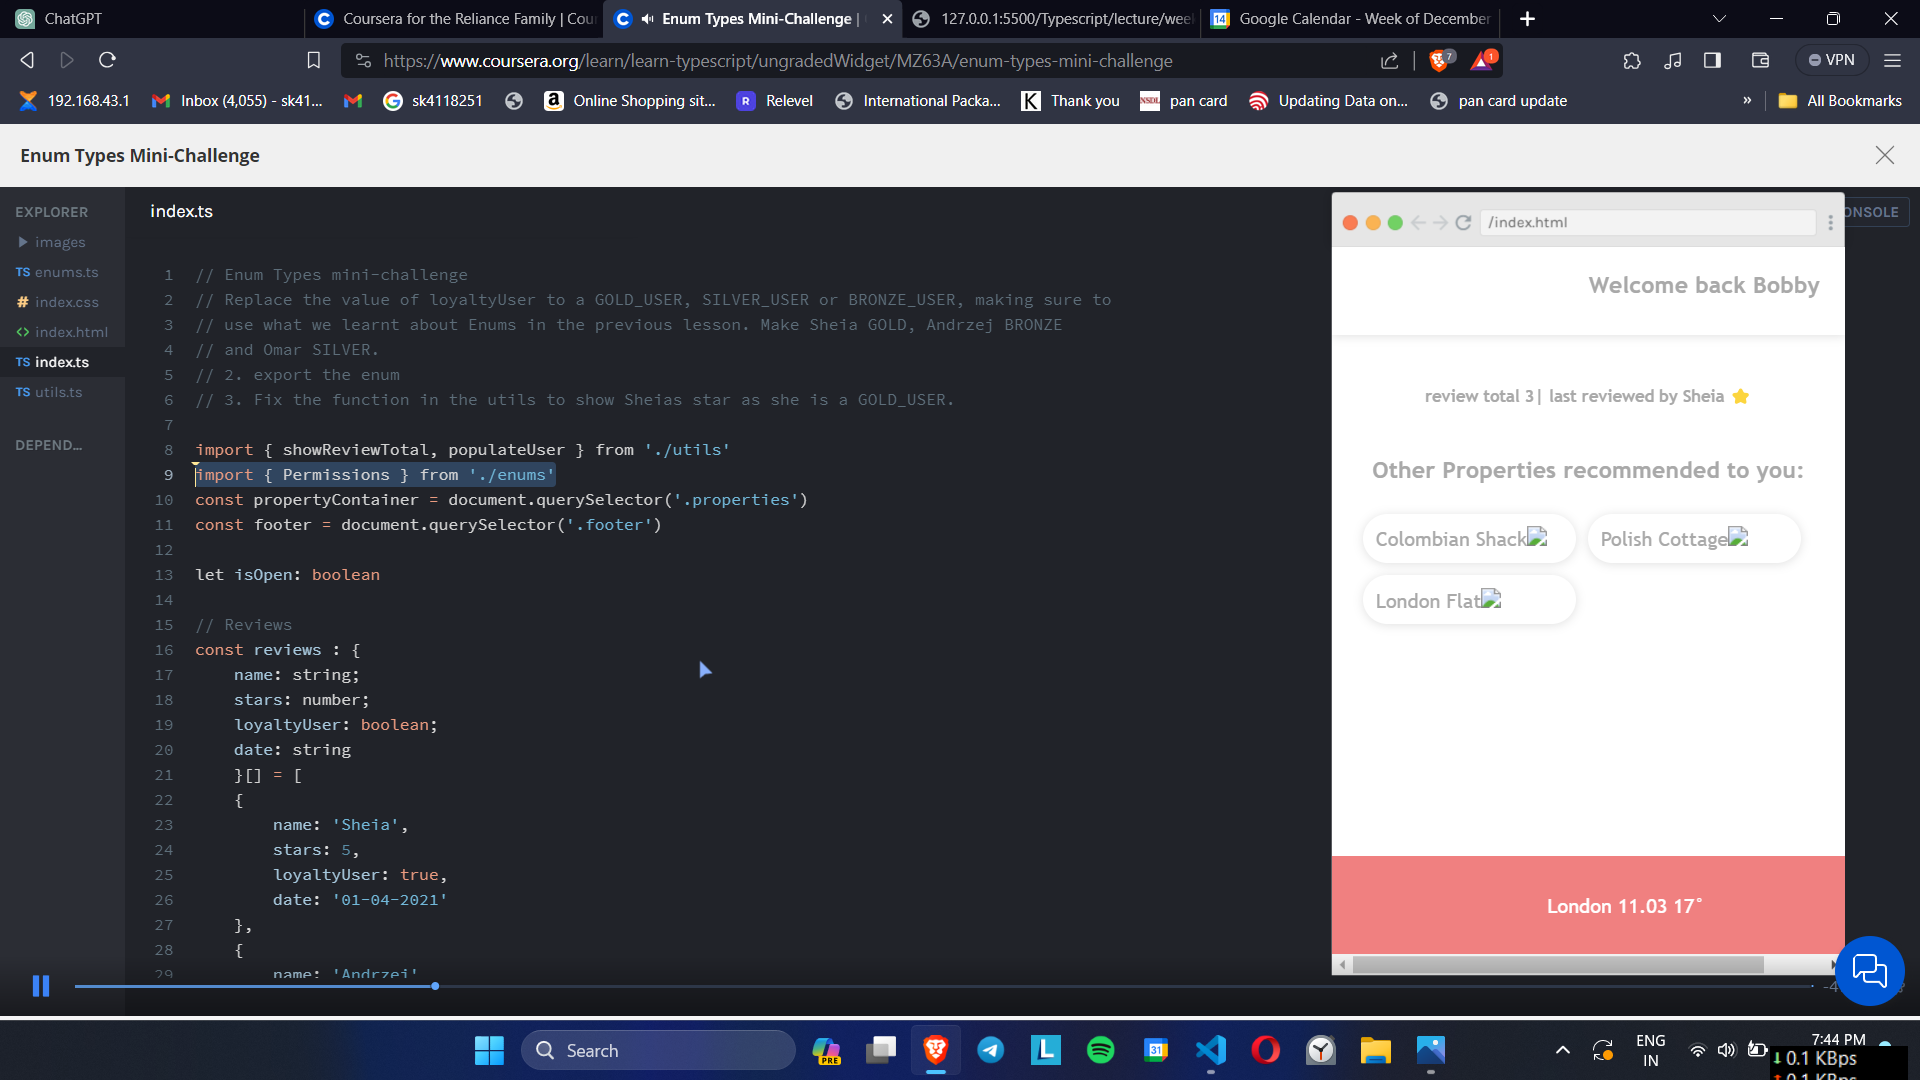 ChatGPT
Coursera for the Reliance Family | Cou
Enum Types Mini-Challenge |
127.0.0.1:5500/Typescript/lecture/wee
Google Calendar - Week of December
https://www.coursera.org/learn/learn-typescript/ungradedWidget/MZ63A/enum-types-mini-challenge
7
1
VPN
192.168.43.1
Inbox (4,055) - sk41...
sk4118251
Online Shopping sit...
Relevel
International Packa...
Thank you
pan card
Updating Data on...
pan card update
»
All Bookmarks
Enum Types Mini-Challenge
EXPLORER
images
TS enums.ts
# index.css
<> index.html
TS index.ts
TS utils.ts
DEPEND...
index.ts
1 // Enum Types mini-challenge
2 // Replace the value of loyaltyUser to a GOLD_USER, SILVER_USER or BRONZE_USER, making sure to
3 // use what we learnt about Enums in the previous lesson. Make Sheia GOLD, Andrzej BRONZE
4 // and Omar SILVER.
5 // 2. export the enum
6 // 3. Fix the function in the utils to show Sheias star as she is a GOLD_USER.
7
8 import { showReviewTotal, populateUser } from './utils'
9 import { Permissions } from './enums'
10 const propertyContainer = document.querySelector('.properties')
11 const footer = document.querySelector('.footer')
12
13 let isOpen: boolean
14
15 // Reviews
16 const reviews : {
17 name: string;
18 stars: number;
19 loyaltyUser: boolean;
20 date: string
21 }[] = [
22 {
23 name: 'Sheia',
24 stars: 5,
25 loyaltyUser: true,
26 date: '01-04-2021'
27 },
28 {
29 name: 'Andrzej'
ONSOLE
/index.html
Welcome back Bobby
review total 3| last reviewed by Sheia ⭐
Other Properties recommended to you:
Colombian Shack
Polish Cottage
London Flat
London 11.03 17°
Search
PRE
31
ENG
IN
7:44 PM
0.1 KBps
0.1 KBps